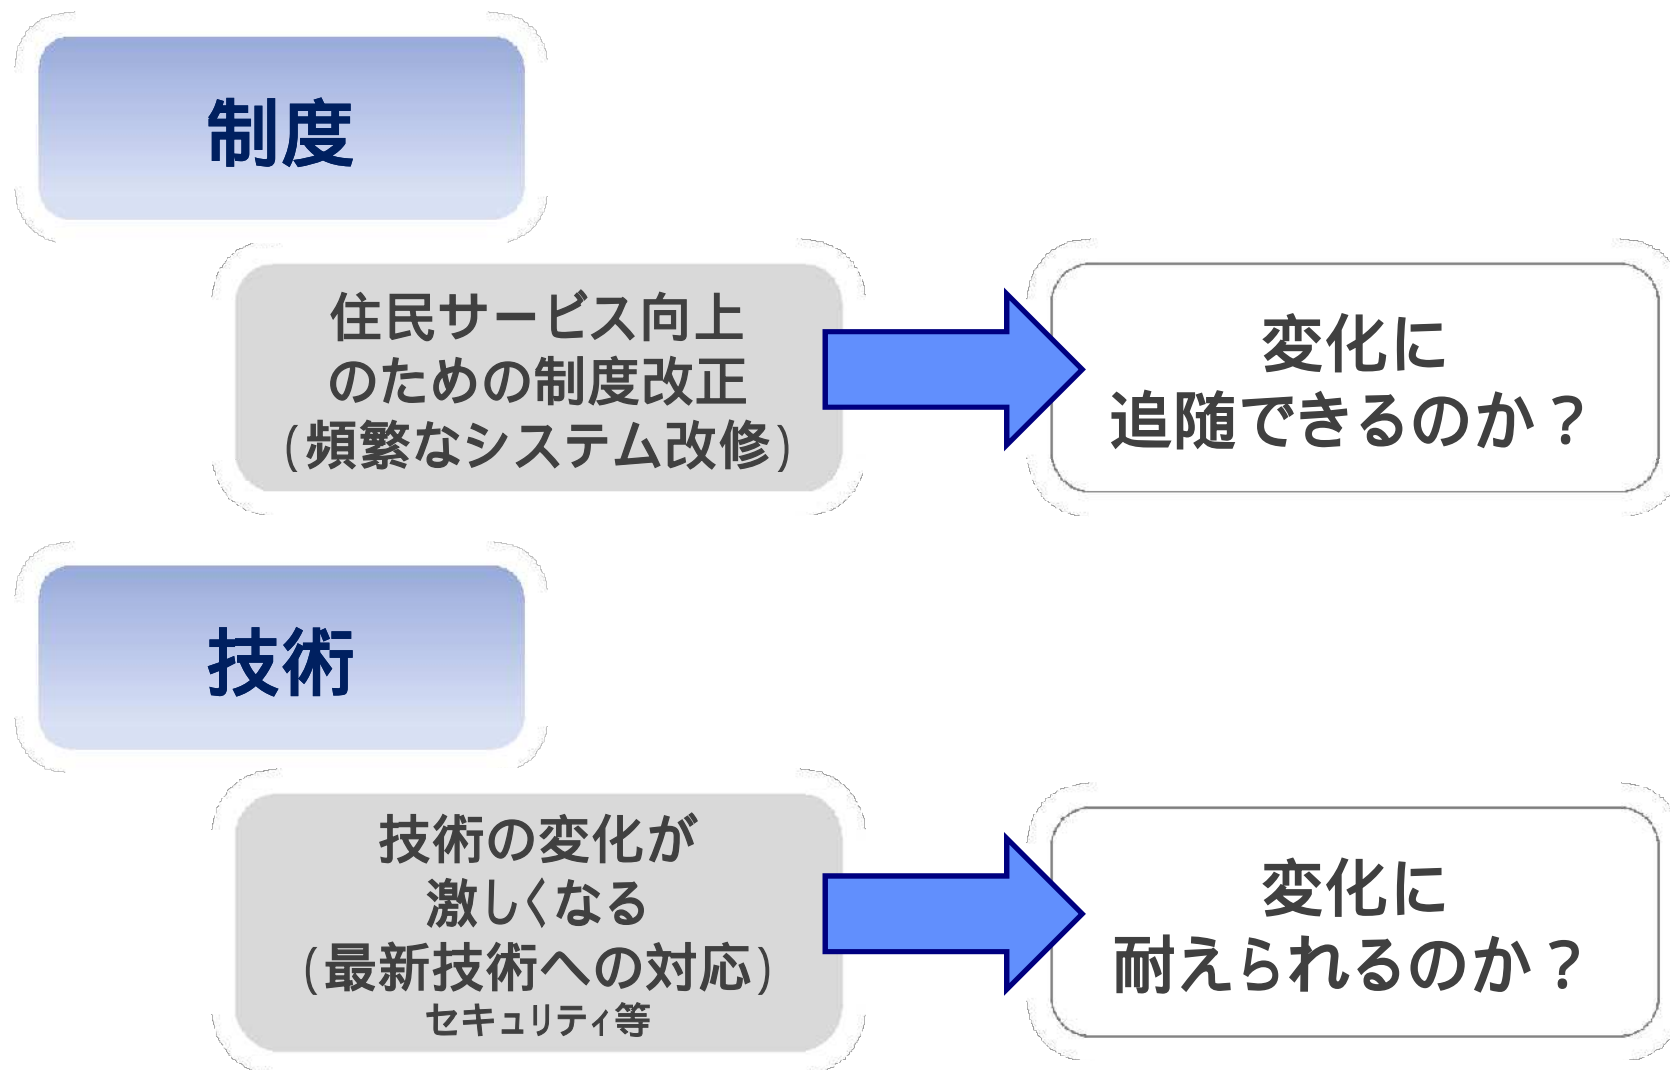 制度
住民サービス向上
のための制度改正
(頻繁なシステム改修)
変化に
追随できるのか？
技術
技術の変化が
激しくなる
(最新技術への対応)
セキュリティ等
変化に
耐えられるのか？